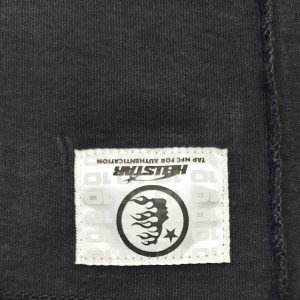 HELLSTAR
TAP NFC FOR AUTHENTICATION